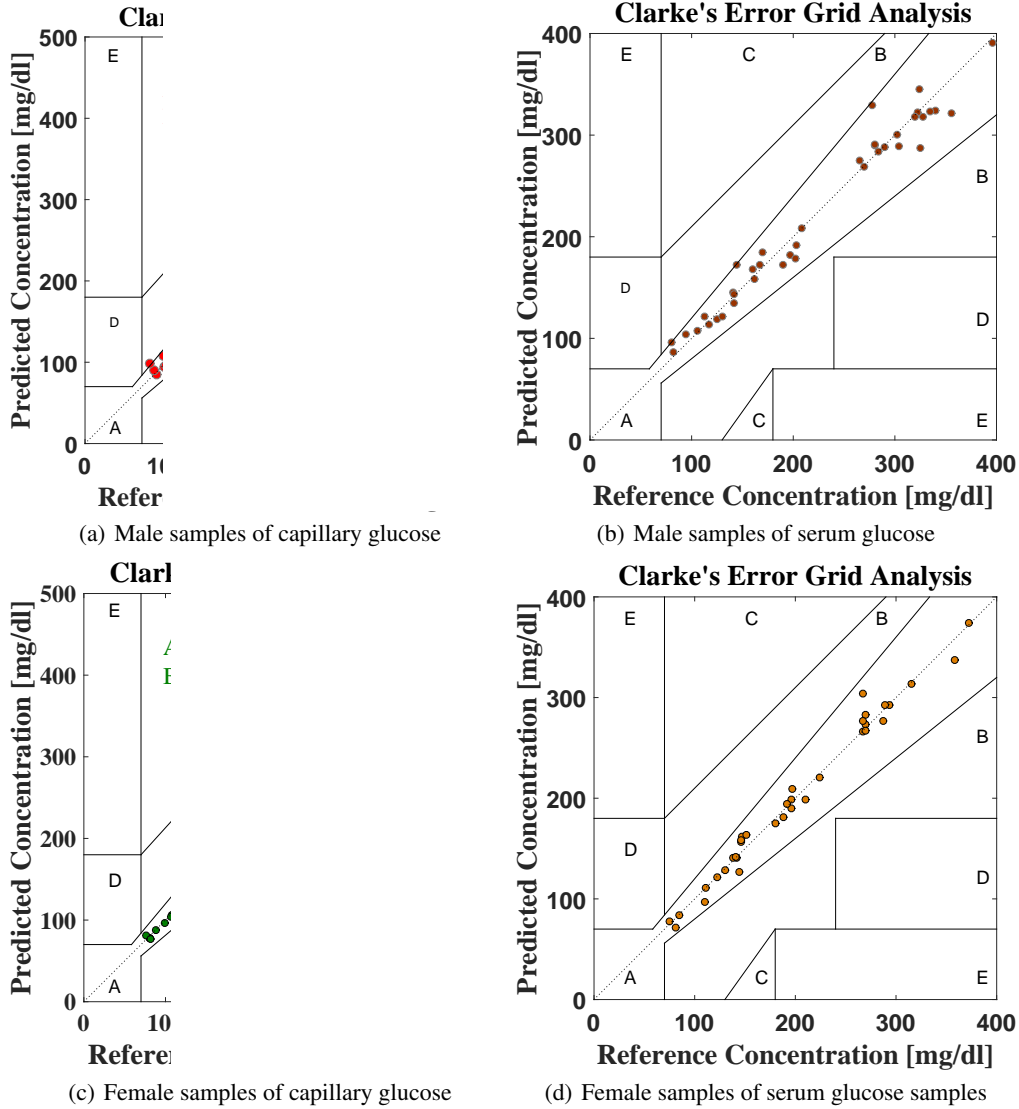 Clar
500
400
300
200
100
0
Predicted Concentration [mg/dl]
E
D
A
0
Refer
(a) Male samples of capillary glucose
Clarke's Error Grid Analysis
400
300
200
100
0
Predicted Concentration [mg/dl]
E
C
B
B
D
D
A
C
E
0
100
200
300
400
Reference Concentration [mg/dl]
(b) Male samples of serum glucose
Clark
500
400
300
200
100
0
Predicted Concentration [mg/dl]
E
D
A
0
10
Referen
(c) Female samples of capillary glucose
Clarke's Error Grid Analysis
400
300
200
100
0
Predicted Concentration [mg/dl]
E
C
B
B
D
D
A
C
E
0
100
200
300
400
Reference Concentration [mg/dl]
(d) Female samples of serum glucose samples